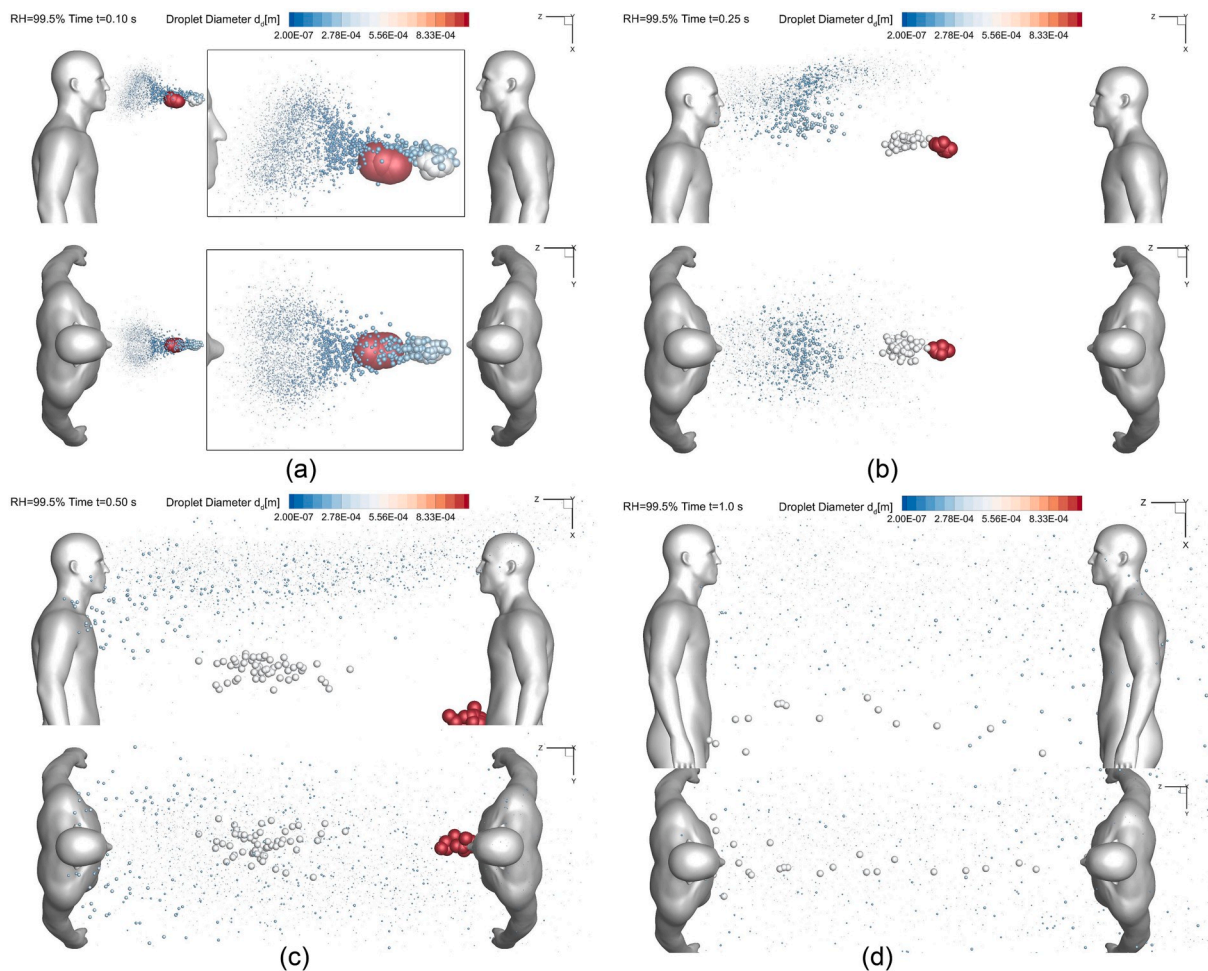 RH=99.5% Time t=0.10 s Droplet Diameter d_d[m]
2.00E-07 2.78E-04 5.56E-04 8.33E-04
Z Y
X
Z X
Y
(a)
RH=99.5% Time t=0.25 s Droplet Diameter d_d[m]
2.00E-07 2.78E-04 5.56E-04 8.33E-04
Z Y
X
Z X
Y
(b)
RH=99.5% Time t=0.50 s Droplet Diameter d_d[m]
2.00E-07 2.78E-04 5.56E-04 8.33E-04
Z Y
X
Z X
Y
(c)
RH=99.5% Time t=1.0 s Droplet Diameter d_d[m]
2.00E-07 2.78E-04 5.56E-04 8.33E-04
Z Y
X
Z X
Y
(d)